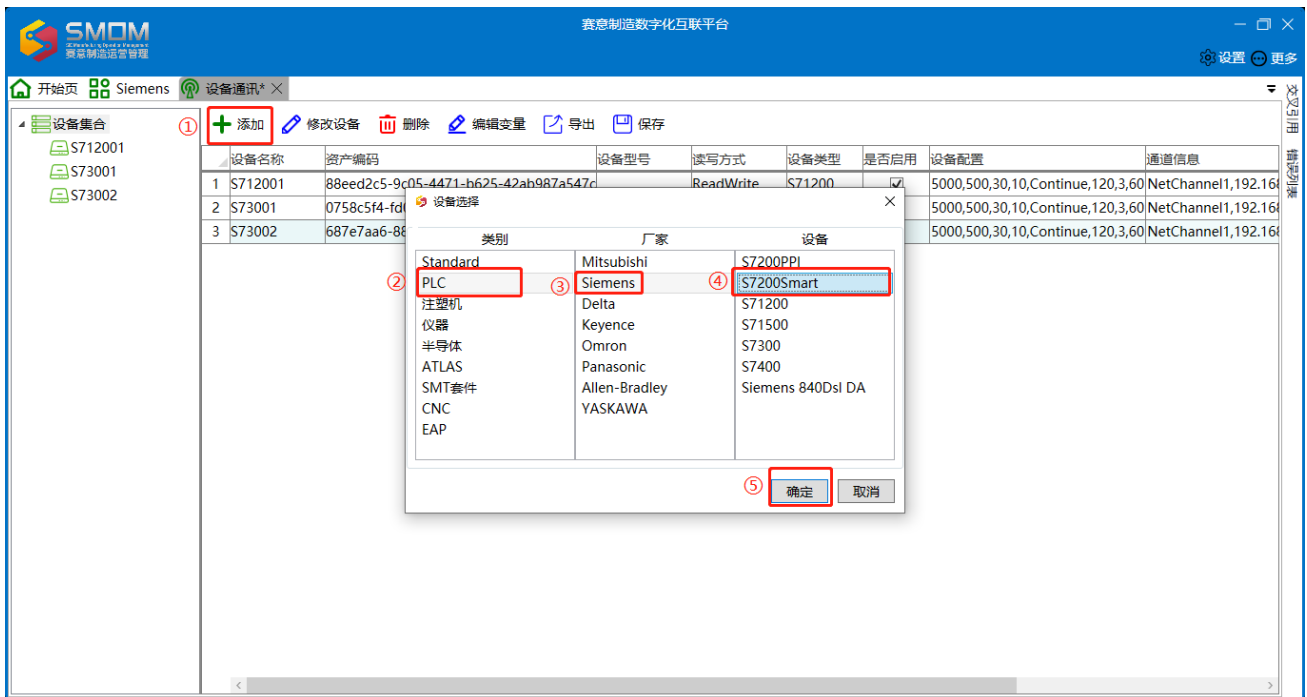 赛意制造数字化互联平台
SMOM
赛意制造运营管理
设置 更多
开始页 Siemens 设备通讯*
交叉引用
错误列表
设备集合
S712001
S73001
S73002
① 添加 修改设备 删除 编辑变量 导出 保存
设备名称 资产编码 设备型号 读写方式 设备类型 是否启用 设备配置 通道信息
1 S712001 88eed2c5-9c05-4471-b625-42ab987a547c ReadWrite S71200 5000,500,30,10,Continue,120,3,60 NetChannel1,192.168
2 S73001 0758c5f4-fd 5000,500,30,10,Continue,120,3,60 NetChannel1,192.168
3 S73002 687e7aa6-88 5000,500,30,10,Continue,120,3,60 NetChannel1,192.168
设备选择
类别 厂家 设备
Standard Mitsubishi S7200PPI
② PLC ③ Siemens ④ S7200Smart
注塑机 Delta S71200
仪器 Keyence S71500
半导体 Omron S7300
ATLAS Panasonic S7400
SMT套件 Allen-Bradley Siemens 840Dsl DA
CNC YASKAWA
EAP
⑤ 确定 取消